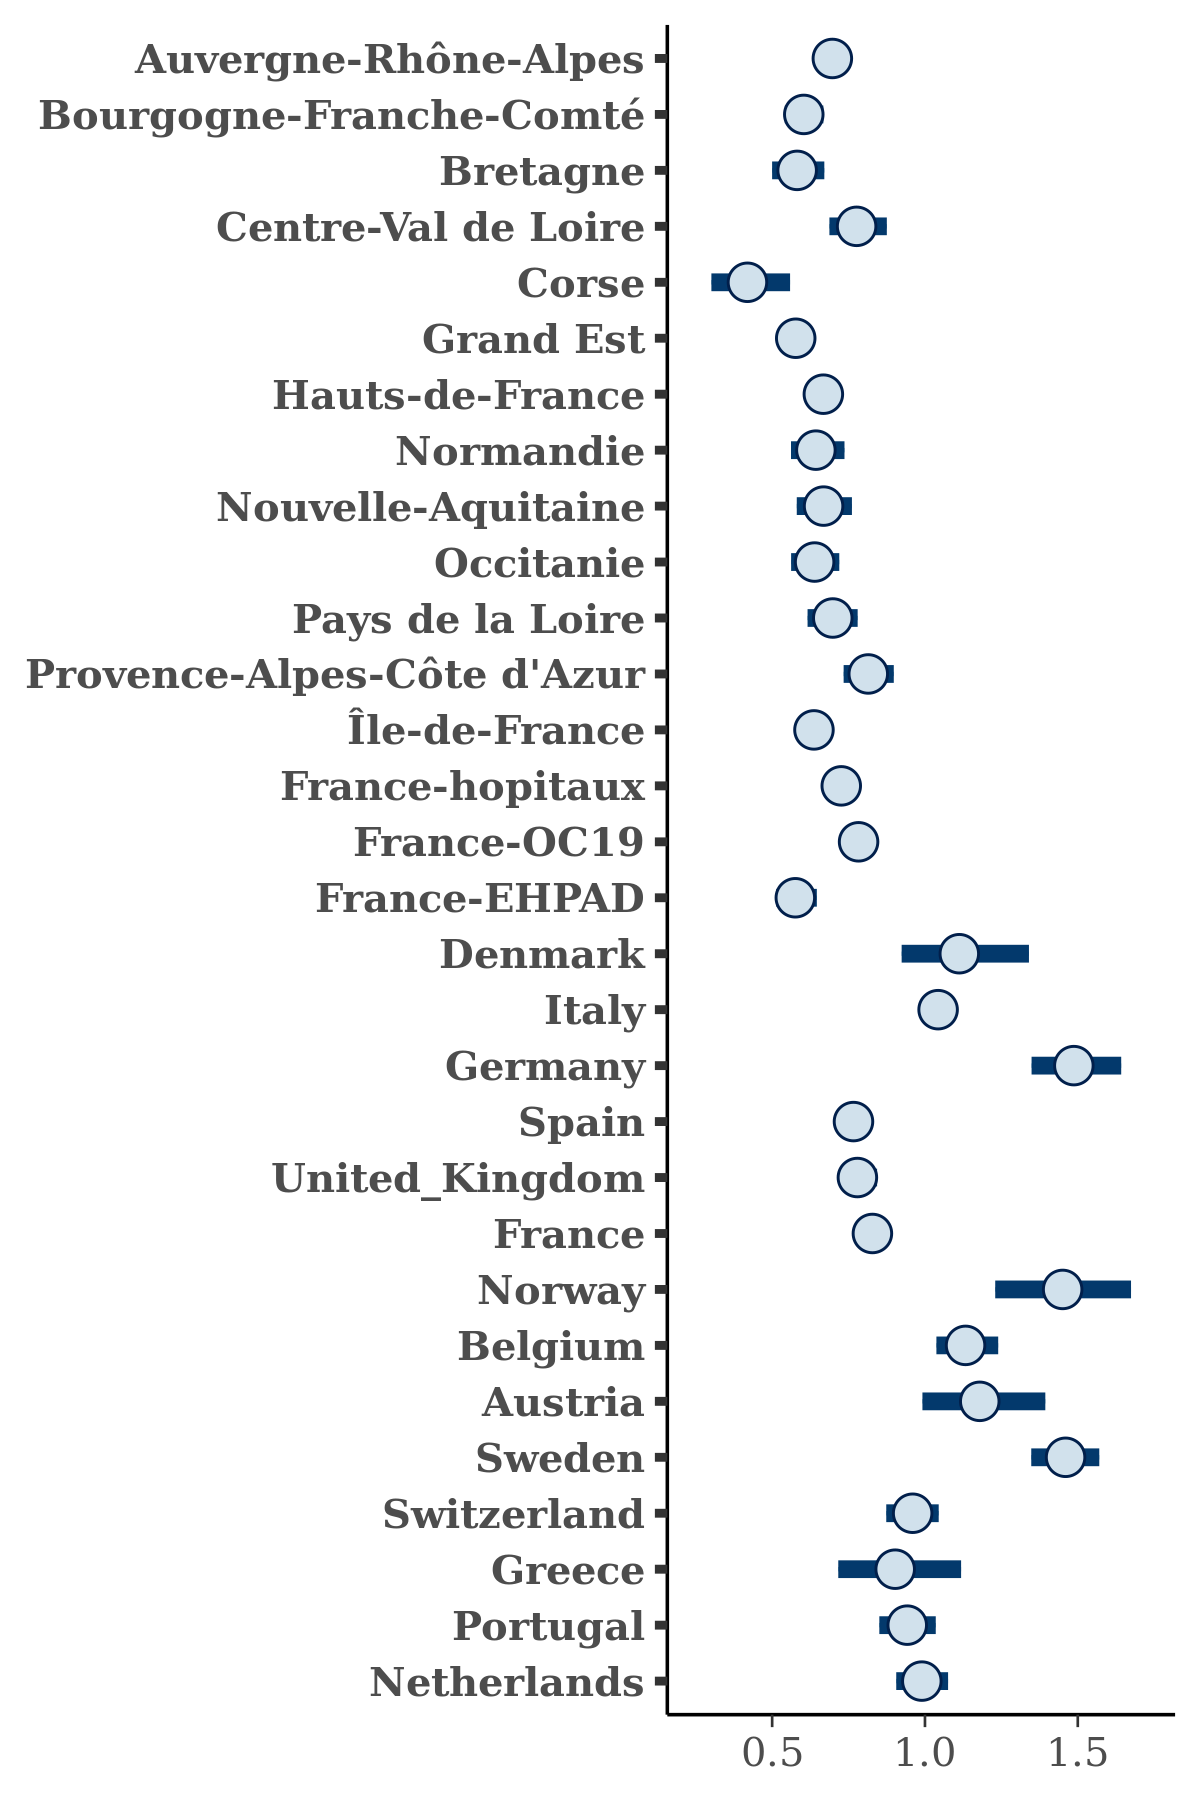 Auvergne-Rhône-Alpes
Bourgogne-Franche-Comté
Bretagne
Centre-Val de Loire
Corse
Grand Est
Hauts-de-France
Normandie
Nouvelle-Aquitaine
Occitanie
Pays de la Loire
Provence-Alpes-Côte d'Azur
Île-de-France
France-hopitaux
France-OC19
France-EHPAD
Denmark
Italy
Germany
Spain
United_Kingdom
France
Norway
Belgium
Austria
Sweden
Switzerland
Greece
Portugal
Netherlands
0.5 1.0 1.5